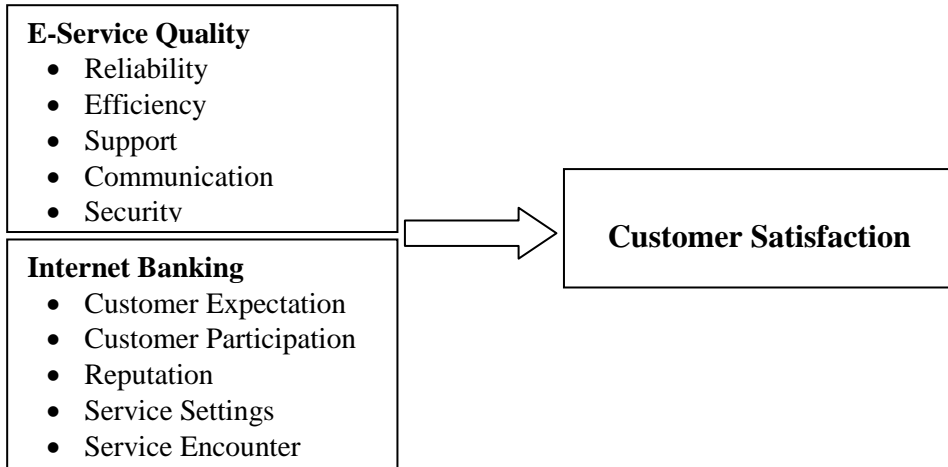 E-Service Quality
• Reliability
• Efficiency
• Support
• Communication
• Security
Internet Banking
• Customer Expectation
• Customer Participation
• Reputation
• Service Settings
• Service Encounter
Customer Satisfaction